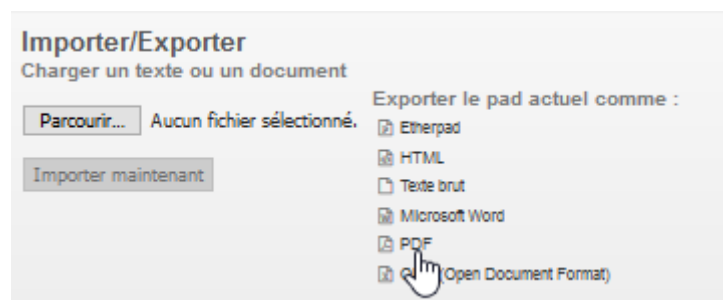 Importer/Exporter
Charger un texte ou un document
Parcourir... Aucun fichier sélectionné.
Importer maintenant
Exporter le pad actuel comme :
Etherpad
HTML
Texte brut
Microsoft Word
PDF
(Open Document Format)